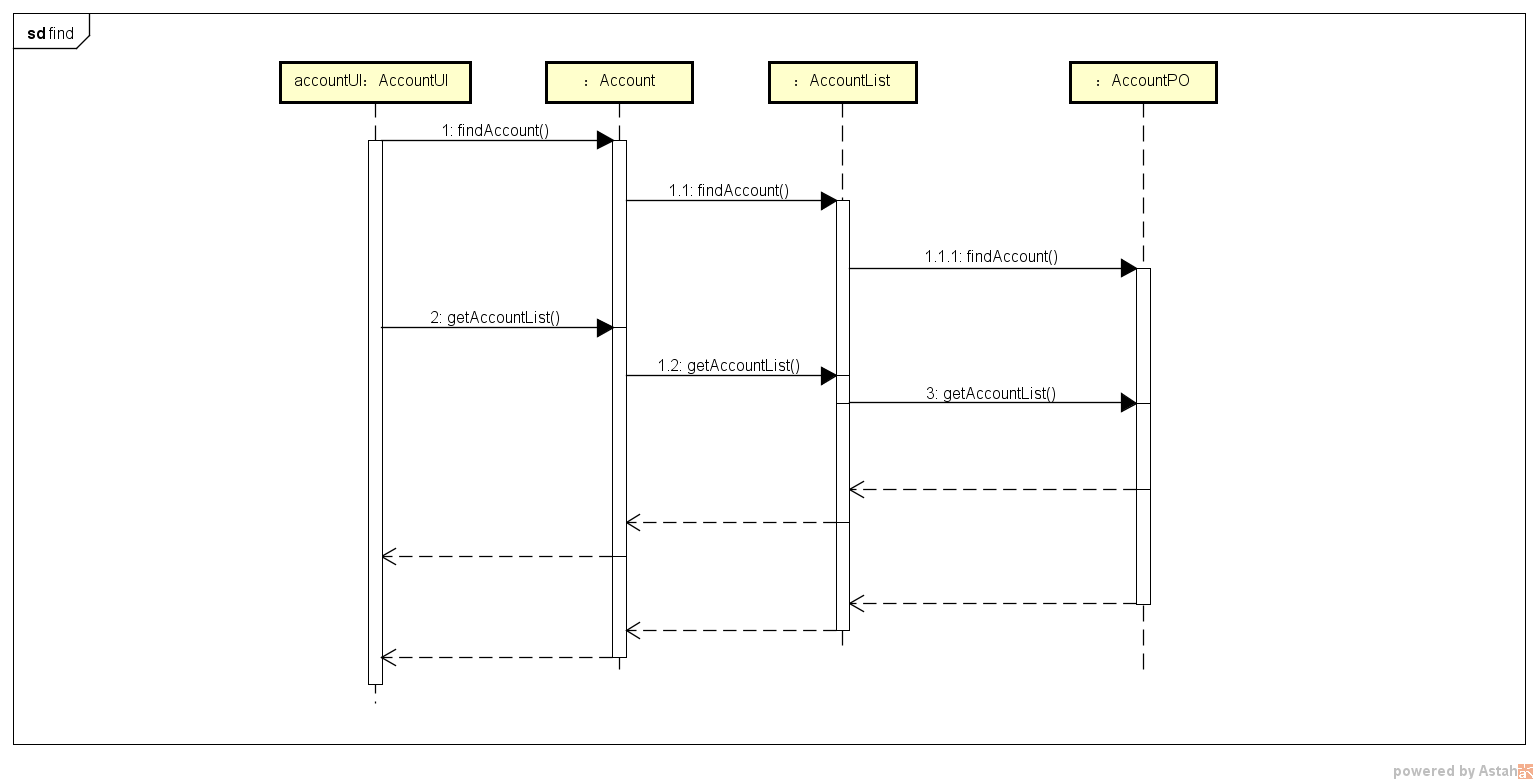 sd find
accountUI： AccountUI
： Account
： AccountList
： AccountPO
1: findAccount()
1.1: findAccount()
1.1.1: findAccount()
2: getAccountList()
1.2: getAccountList()
3: getAccountList()
powered by Astah